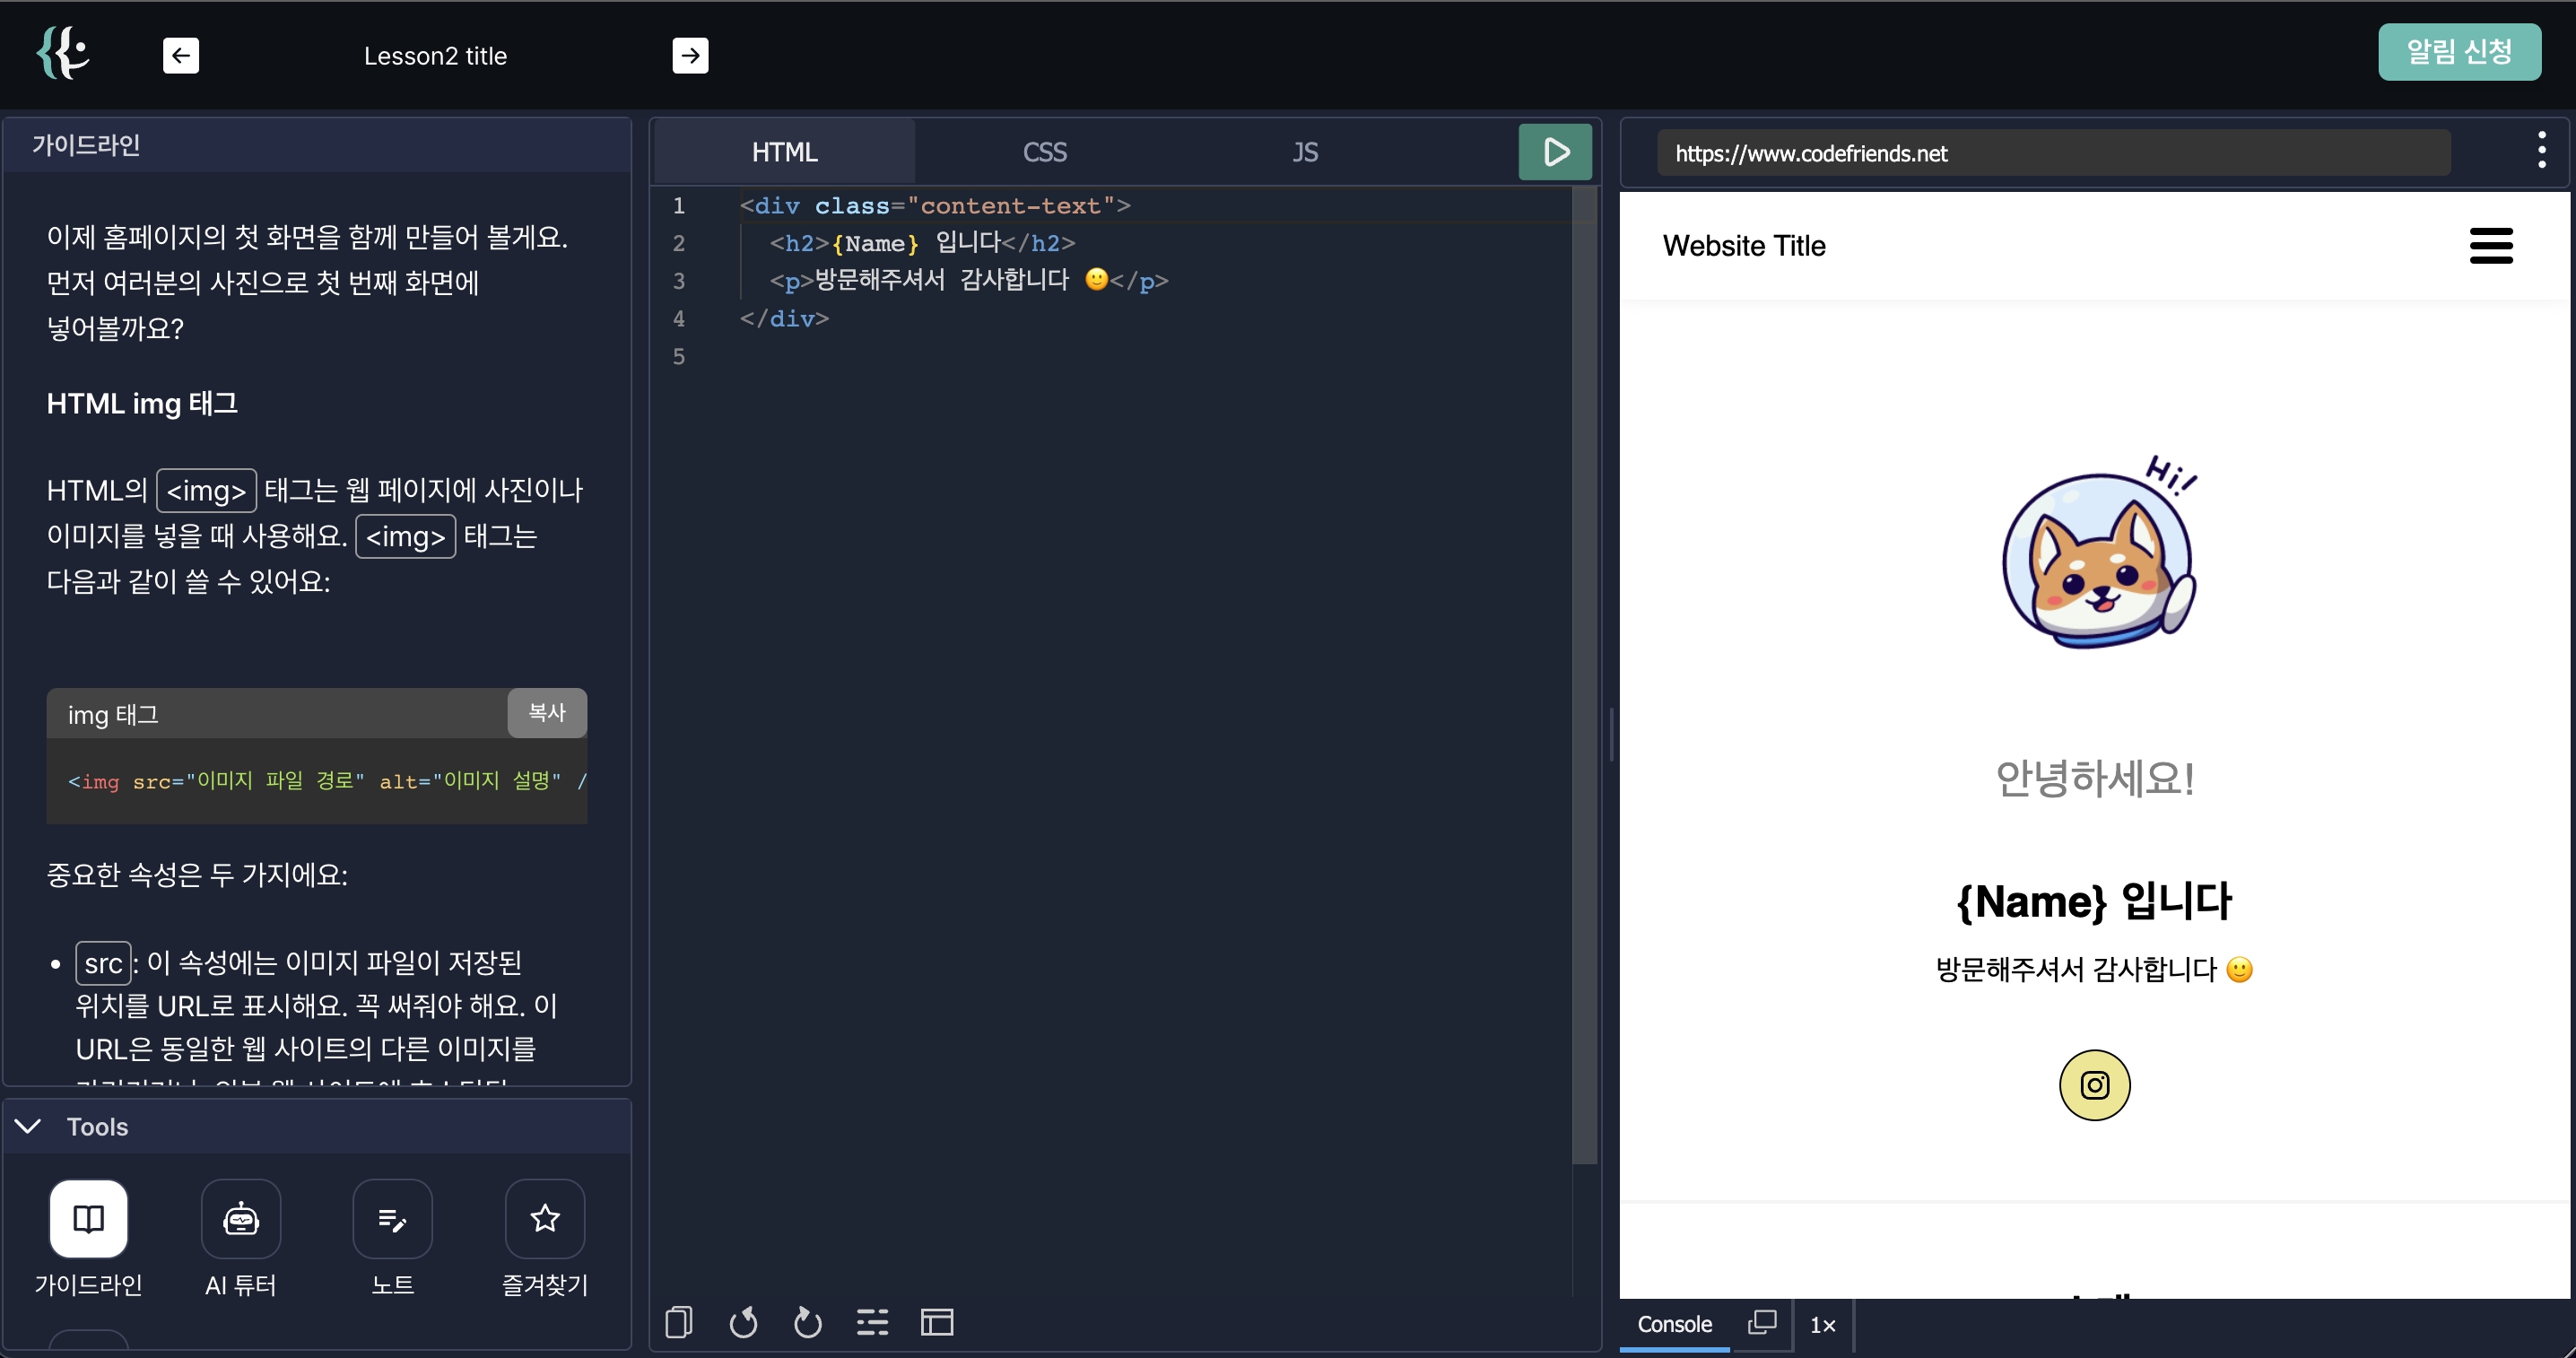 Lesson2 title
알림 신청
가이드라인
이제 홈페이지의 첫 화면을 함께 만들어 볼게요.
먼저 여러분의 사진으로 첫 번째 화면에
넣어볼까요?
HTML img 태그
HTML의 <img> 태그는 웹 페이지에 사진이나
이미지를 넣을 때 사용해요. <img> 태그는
다음과 같이 쓸 수 있어요:
img 태그
복사
<img src="이미지 파일 경로" alt="이미지 설명" /
중요한 속성은 두 가지에요:
• src: 이 속성에는 이미지 파일이 저장된
위치를 URL로 표시해요. 꼭 써줘야 해요. 이
URL은 동일한 웹 사이트의 다른 이미지를
Tools
가이드라인
AI 튜터
노트
즐겨찾기
HTML
CSS
JS
1 <div class="content-text">
2 <h2>{Name} 입니다</h2>
3 <p>방문해주셔서 감사합니다 🙂</p>
4 </div>
5
https://www.codefriends.net
Website Title
Hi!
안녕하세요!
{Name} 입니다
방문해주셔서 감사합니다 🙂
Console
1×